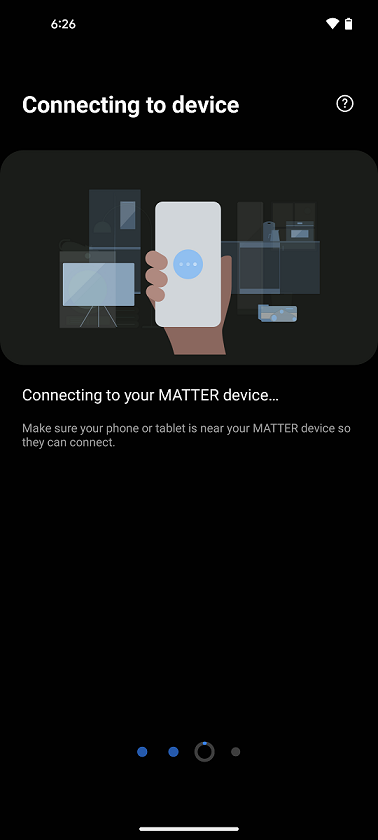 6:26
Connecting to device
Connecting to your MATTER device...
Make sure your phone or tablet is near your MATTER device so
they can connect.